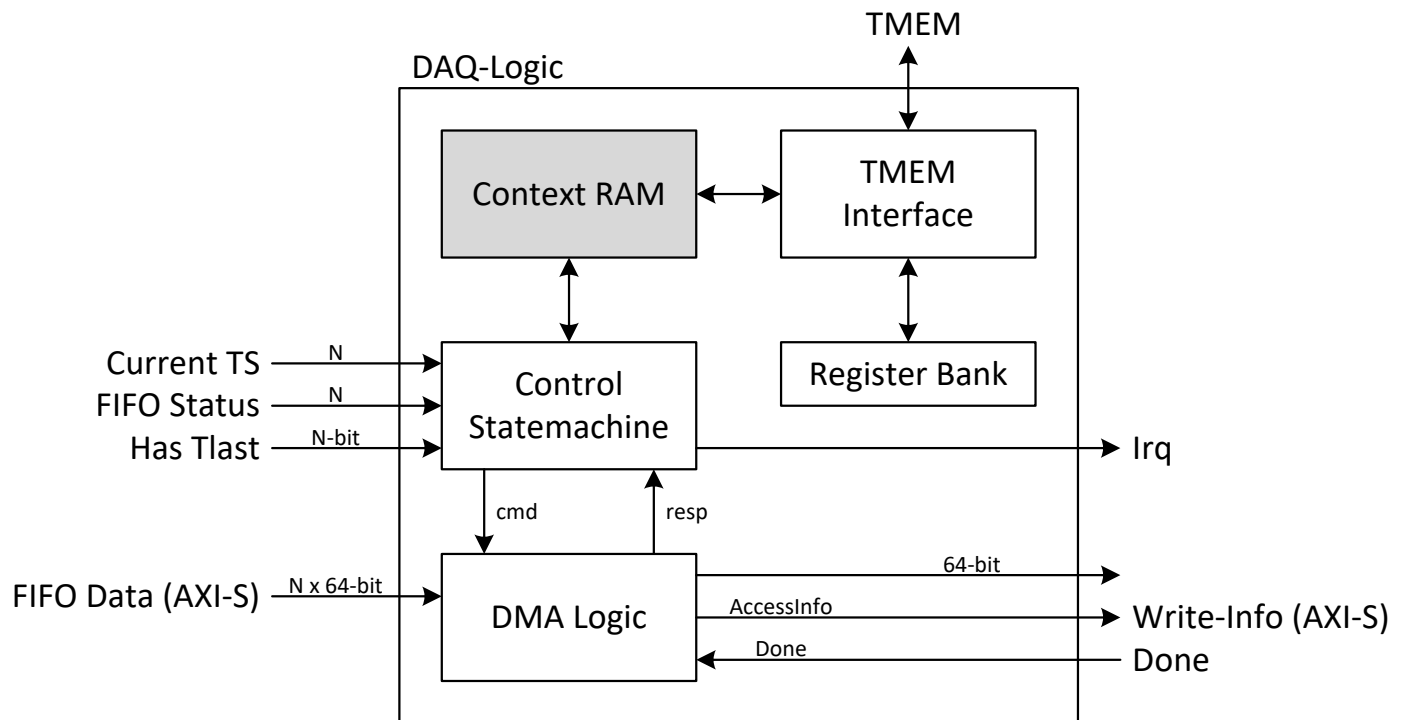 TMEM
DAQ-Logic
Context RAM
TMEM
Interface
Current TS
N
FIFO Status
N
Has Tlast
N-bit
Control
Statemachine
Register Bank
Irq
cmd
resp
FIFO Data (AXI-S)
N x 64-bit
DMA Logic
64-bit
AccessInfo
Write-Info (AXI-S)
Done
Done